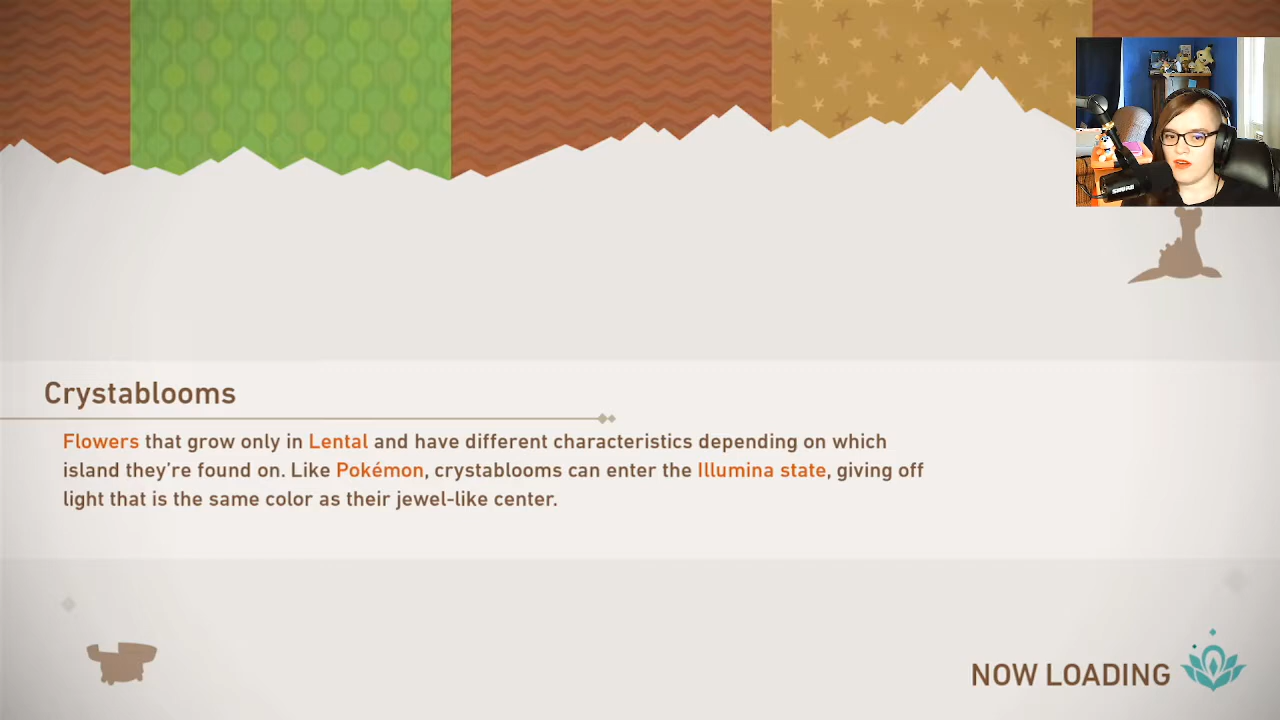 Crystablooms
Flowers that grow only in Lental and have different characteristics depending on which
island they're found on. Like Pokémon, crystablooms can enter the Illumina state, giving off
light that is the same color as their jewel-like center.
NOW LOADING